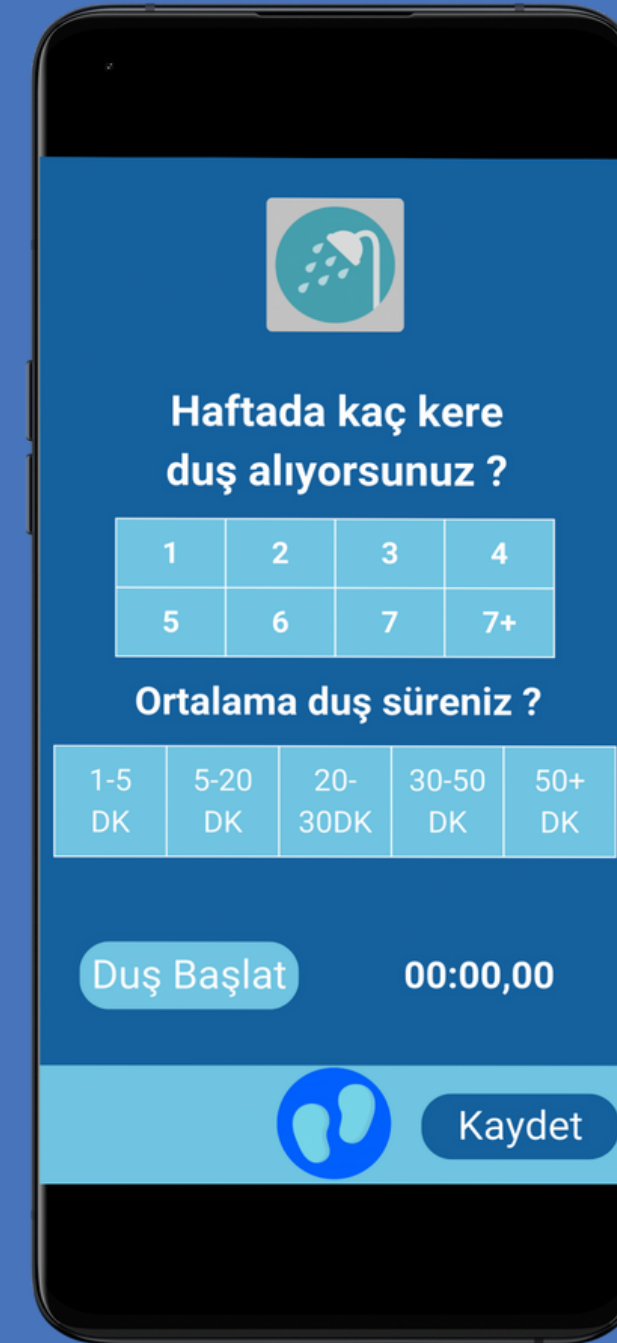 Haftada kaç kere
duş alıyorsunuz ?
1 2 3 4
5 6 7 7+
Ortalama duş süreniz ?
1-5 5-20 20- 30-50 50+
DK DK 30DK DK DK
Duş Başlat 00:00,00
Kaydet